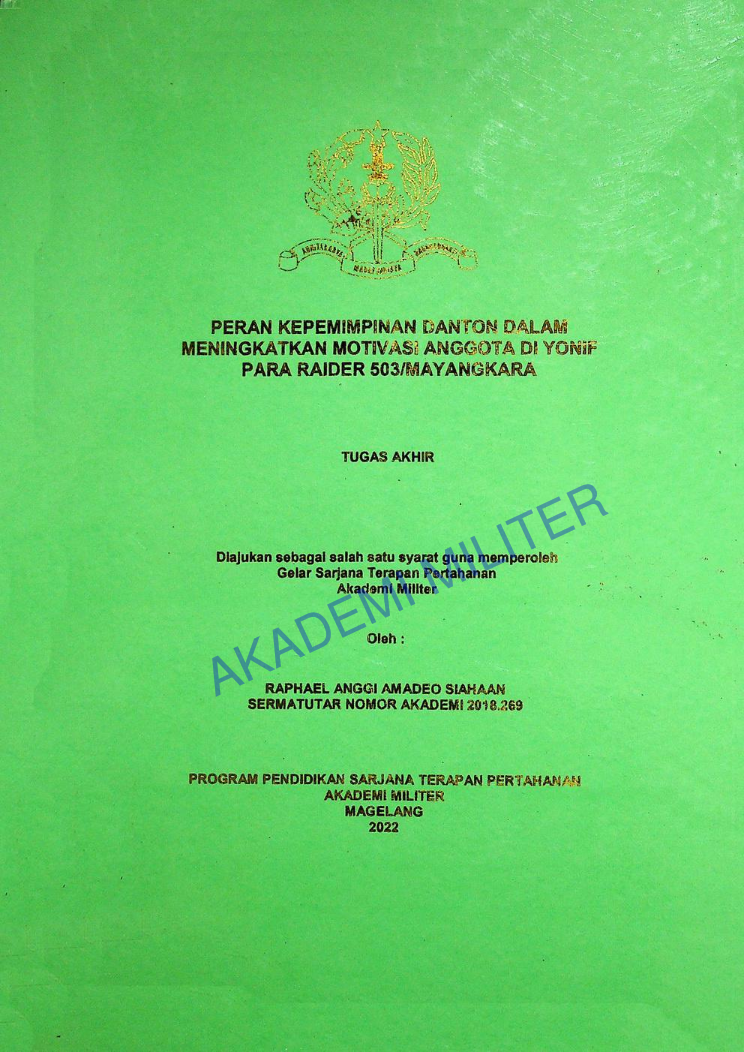 PERAN KEPEMIMPINAN DANTON DALAM
MENINGKATKAN MOTIVASI ANGGOTA DI YONIF
PARA RAIDER 503/MAYANGKARA
TUGAS AKHIR
Diajukan sebagai salah satu syarat guna memperoleh
Gelar Sarjana Terapan Pertahanan
Akademi Militer
AKADEMI MILITER
Oleh :
RAPHAEL ANGGI AMADEO SIAHAAN
SERMATUTAR NOMOR AKADEMI 2018.269
PROGRAM PENDIDIKAN SARJANA TERAPAN PERTAHANAN
AKADEMI MILITER
MAGELANG
2022